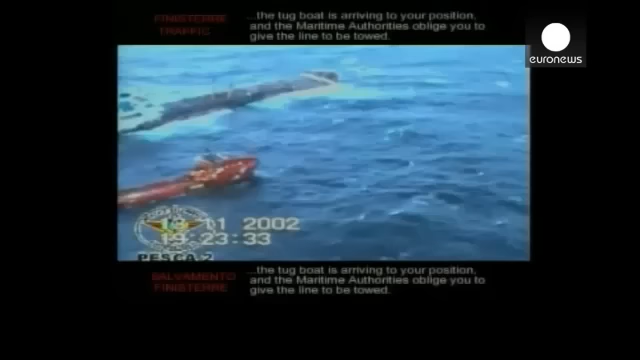 FINISTERRE
TRAFFIC
...the tug boat is arriving to your position,
and the Maritime Authorities oblige you to
give the line to be towed.
euronews
11 2002
19:23:33
PESCA 2
SALVAMENTO
FINISTERRE
...the tug boat is arriving to your position,
and the Maritime Authorities oblige you to
give the line to be towed.